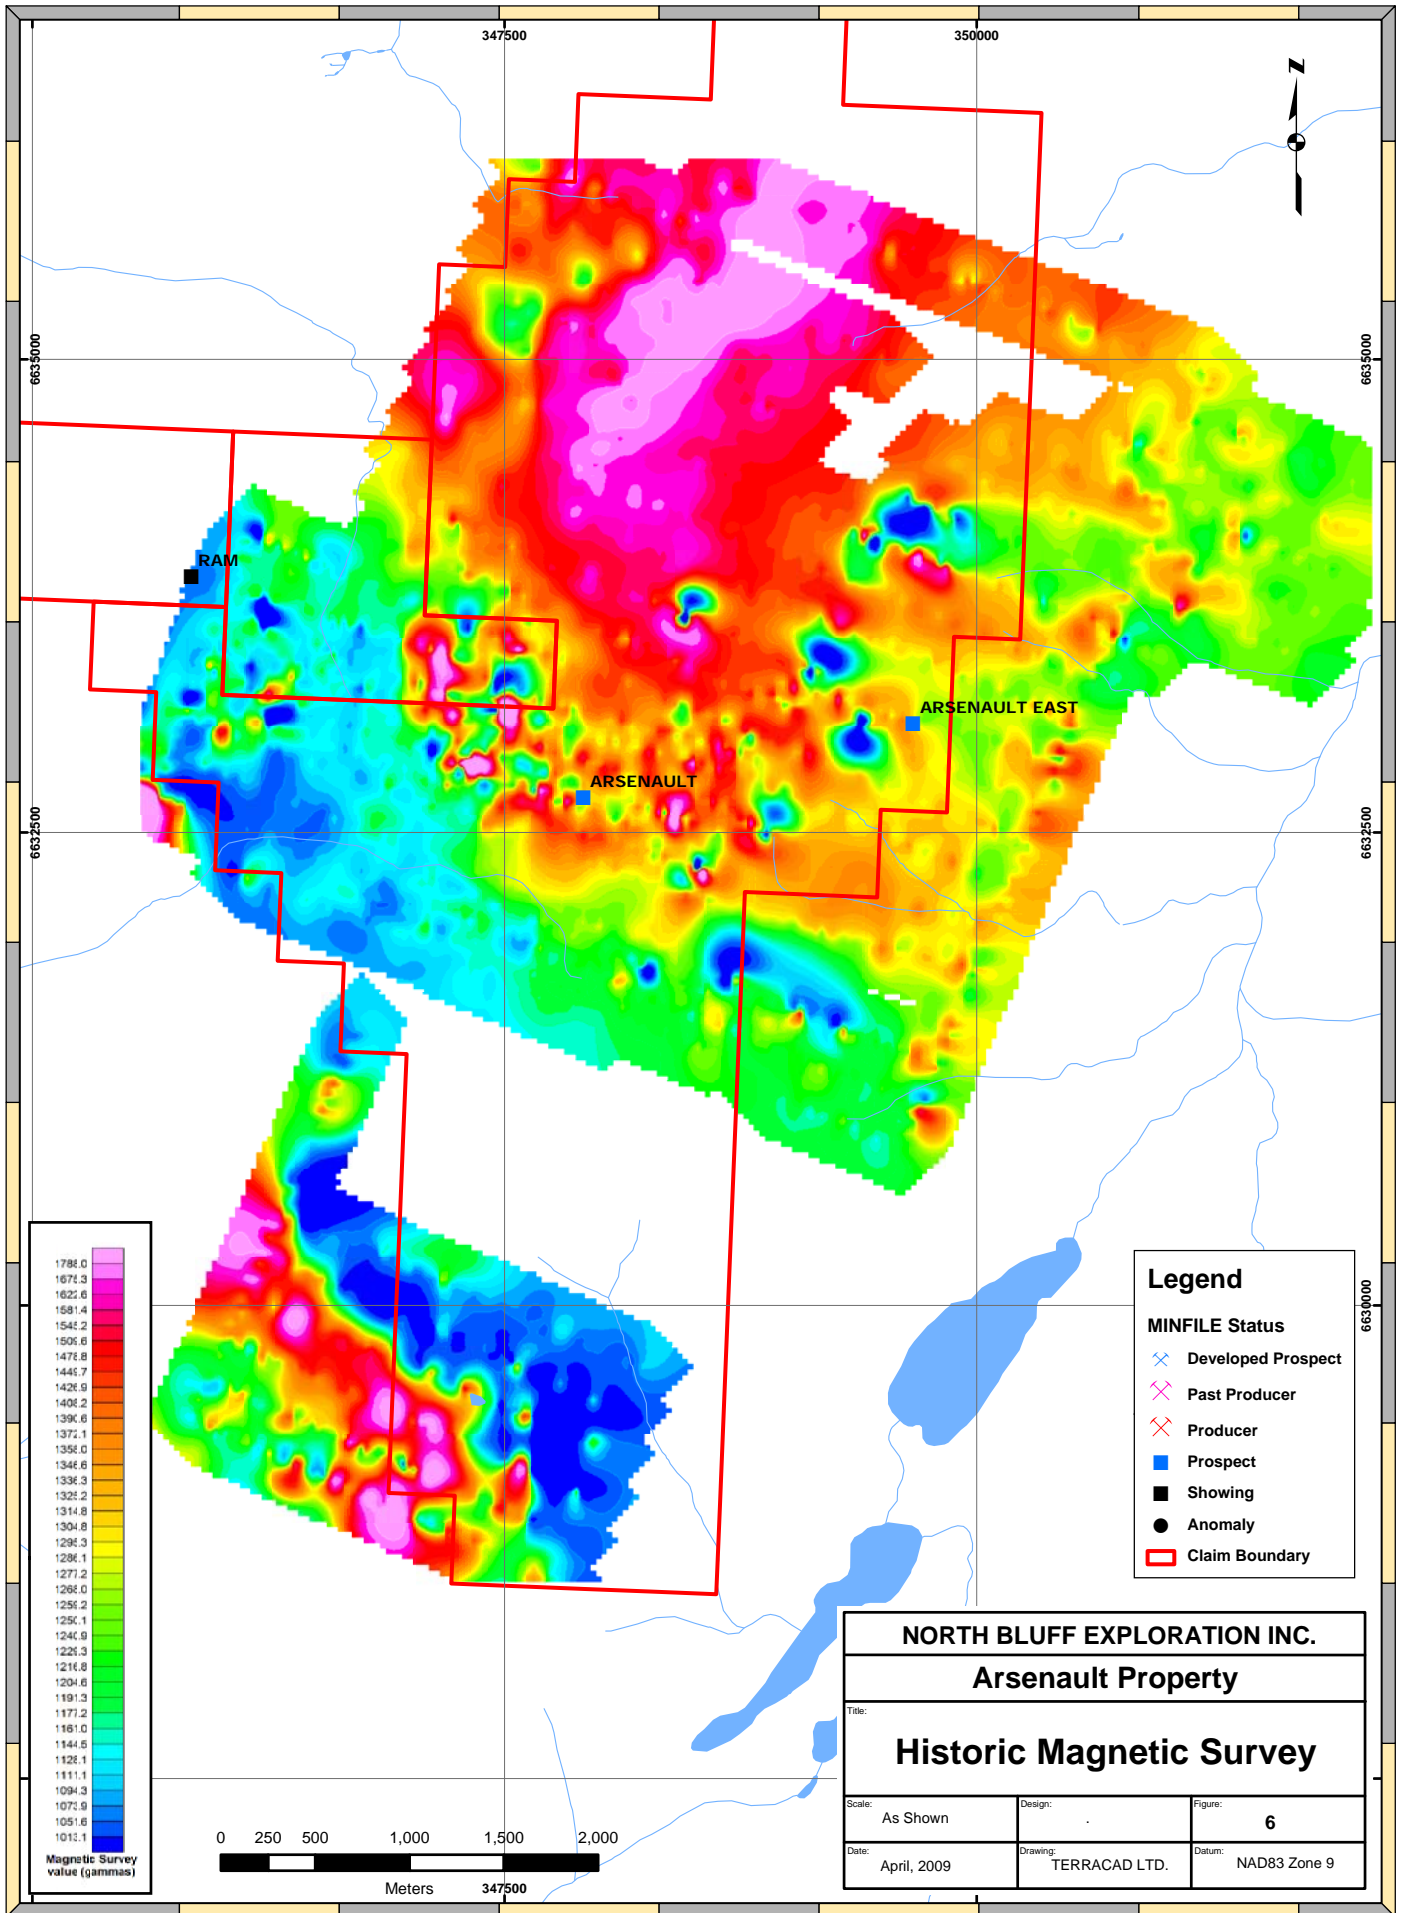 347500
350000
N
6635000
6635000
RAM
ARSENAULT EAST
ARSENAULT
6632500
6632500
6630000
1788.0
1675.3
1622.6
1581.4
1543.2
1505.6
1478.8
1449.7
1426.9
1408.2
1390.6
1372.1
1358.0
1346.6
1336.3
1325.2
1314.8
1304.8
1295.3
1286.1
1277.2
1268.0
1259.2
1250.1
1240.9
1228.3
1216.8
1204.6
1191.3
1177.2
1161.0
1144.5
1128.1
1111.1
1094.3
1073.9
1051.6
1013.1
Magnetic Survey
value (gammas)
Legend
MINFILE Status
Developed Prospect
Past Producer
Producer
Prospect
Showing
Anomaly
Claim Boundary
0 250 500 1,000 1,500 2,000
Meters
347500
NORTH BLUFF EXPLORATION INC.
Arsenault Property
Title:
Historic Magnetic Survey
Scale: As Shown
Design: .
Figure: 6
Date: April, 2009
Drawing: TERRACAD LTD.
Datum: NAD83 Zone 9